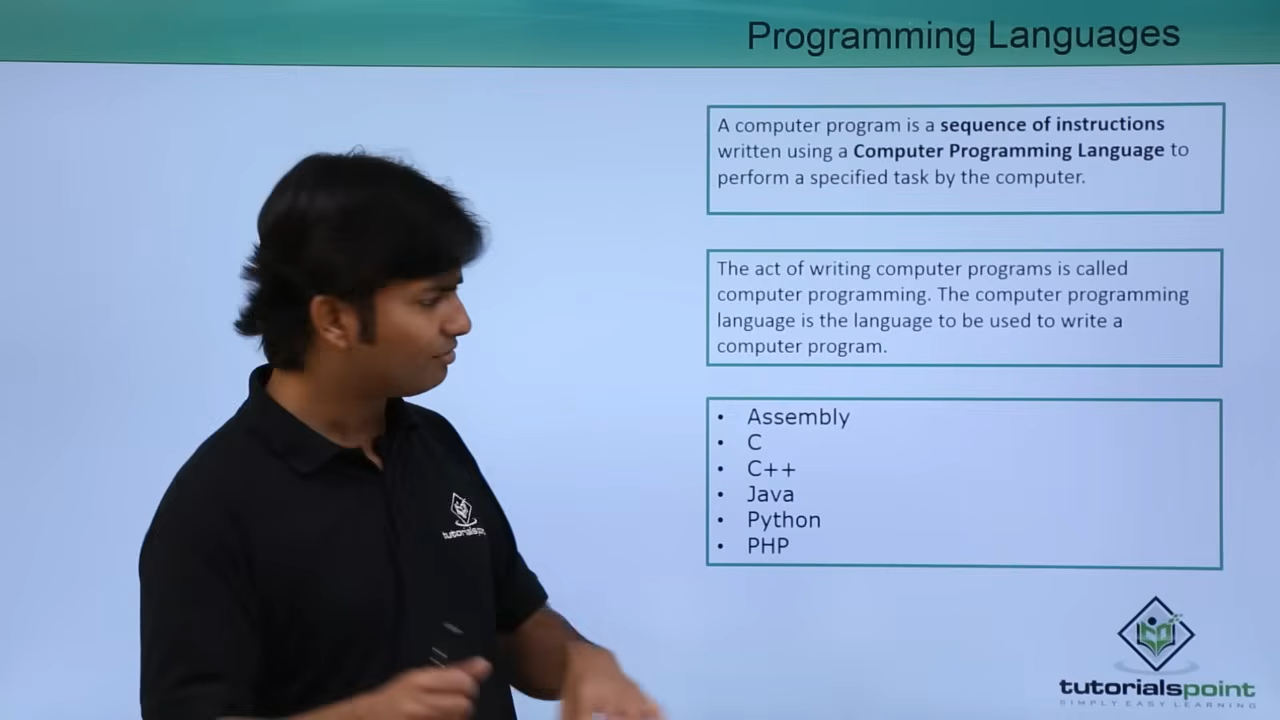 Programming Languages
A computer program is a sequence of instructions
written using a Computer Programming Language to
perform a specified task by the computer.
The act of writing computer programs is called
computer programming. The computer programming
language is the language to be used to write a
computer program.
• Assembly
• C
• C++
• Java
• Python
• PHP
tutorialspoint
SIMPLY EASY LEARNING